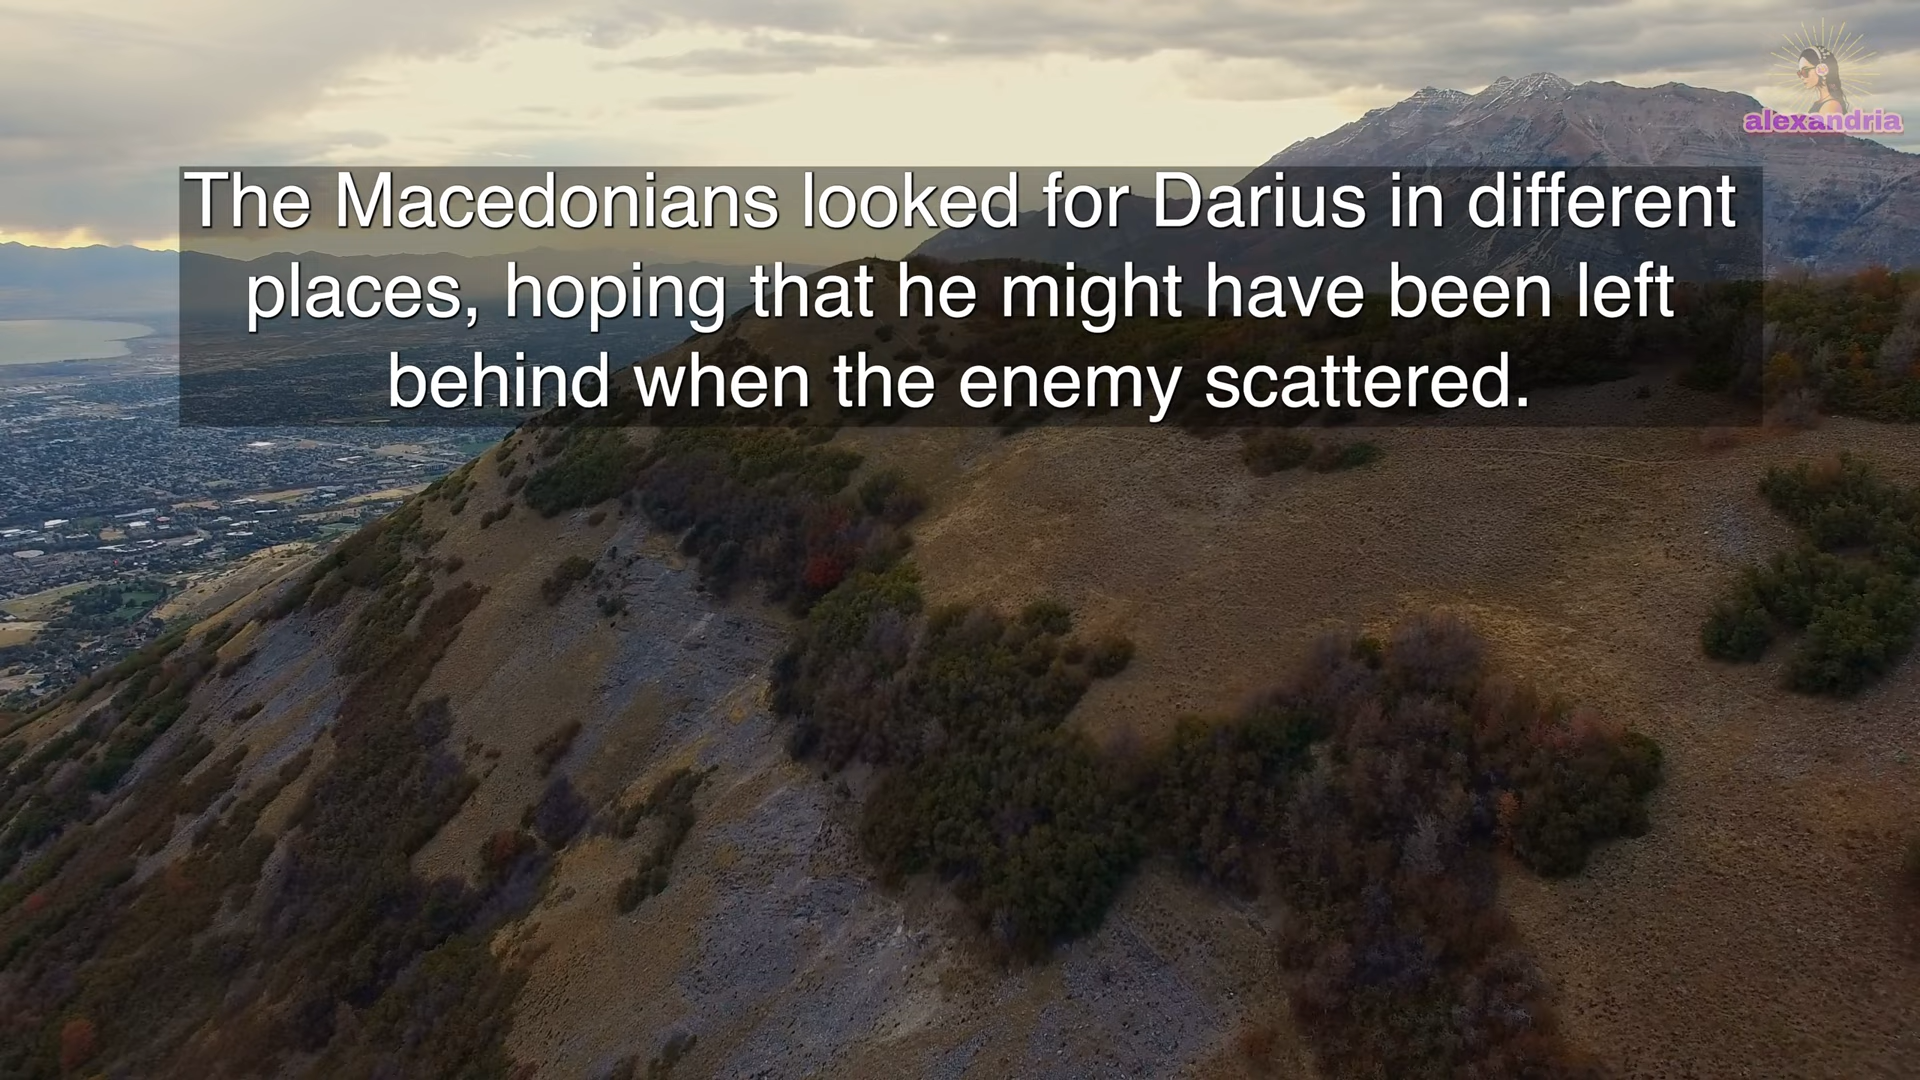 alexandria
The Macedonians looked for Darius in different
places, hoping that he might have been left
behind when the enemy scattered.